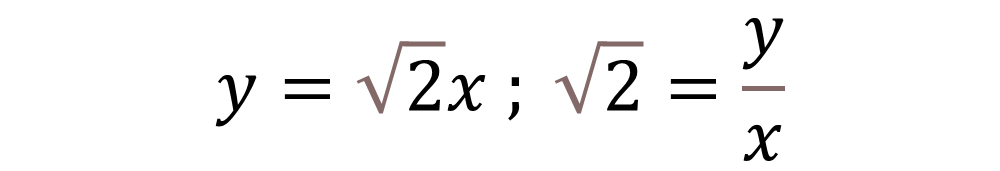 y = √2x ; √2 = y/x